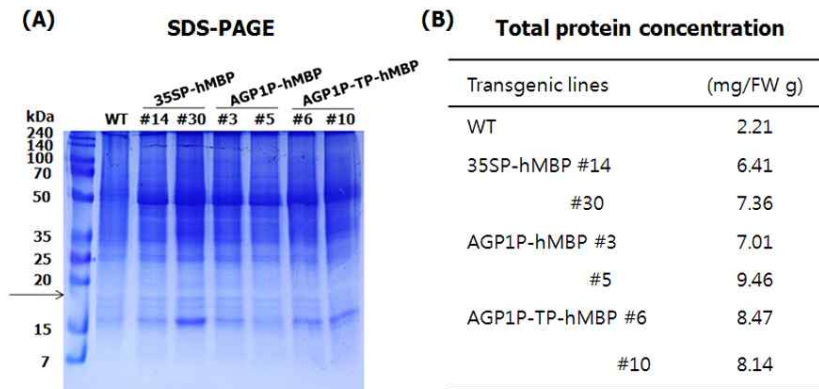 (A)
SDS-PAGE
35SP-hMBP
AGP1P-hMBP
AGP1P-TP-hMBP
kDa
WT #14 #30 #3 #5 #6 #10
240
140
100
70
50
35
25
20
15
7
(B)
Total protein concentration
Transgenic lines (mg/FW g)
WT 2.21
35SP-hMBP #14 6.41
#30 7.36
AGP1P-hMBP #3 7.01
#5 9.46
AGP1P-TP-hMBP #6 8.47
#10 8.14